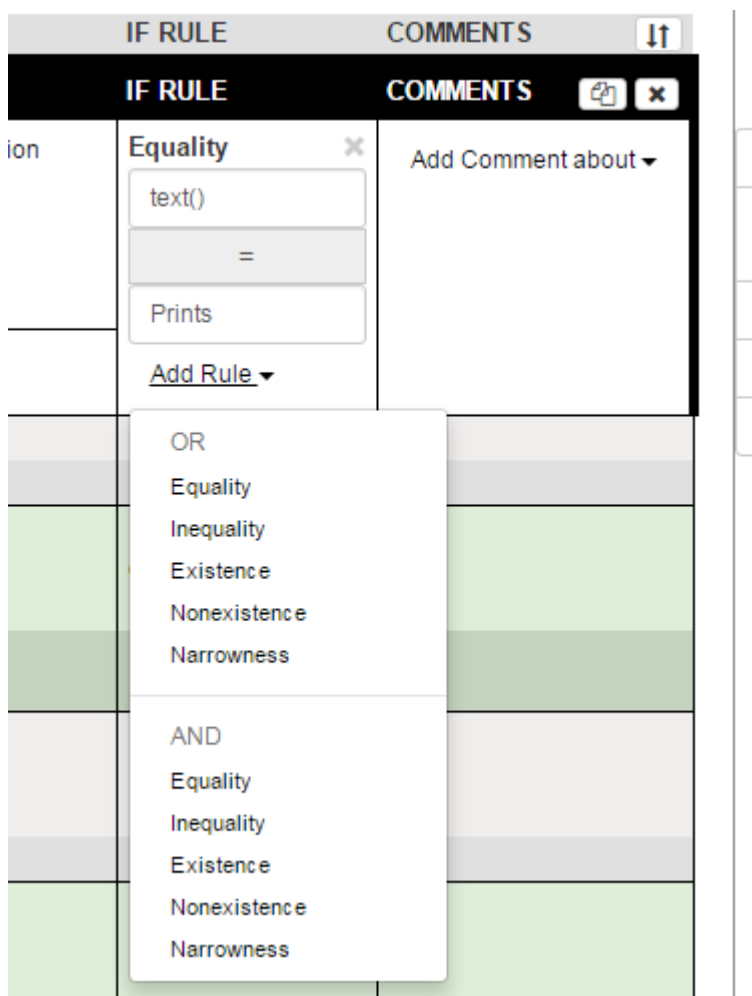 IF RULE COMMENTS
IF RULE COMMENTS
ion
Equality
Add Comment about
text()
=
Prints
Add Rule
OR
Equality
Inequality
Existence
Nonexistence
Narrowness
AND
Equality
Inequality
Existence
Nonexistence
Narrowness